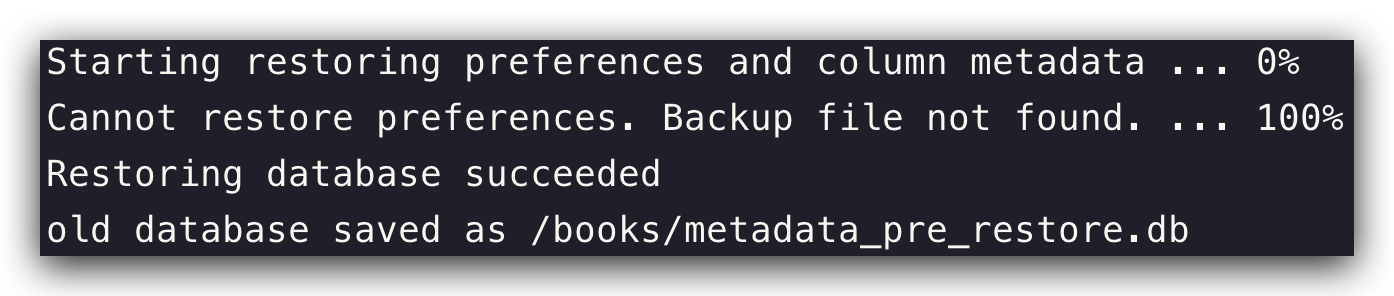 Starting restoring preferences and column metadata ... 0%
Cannot restore preferences. Backup file not found. ... 100%
Restoring database succeeded
old database saved as /books/metadata_pre_restore.db